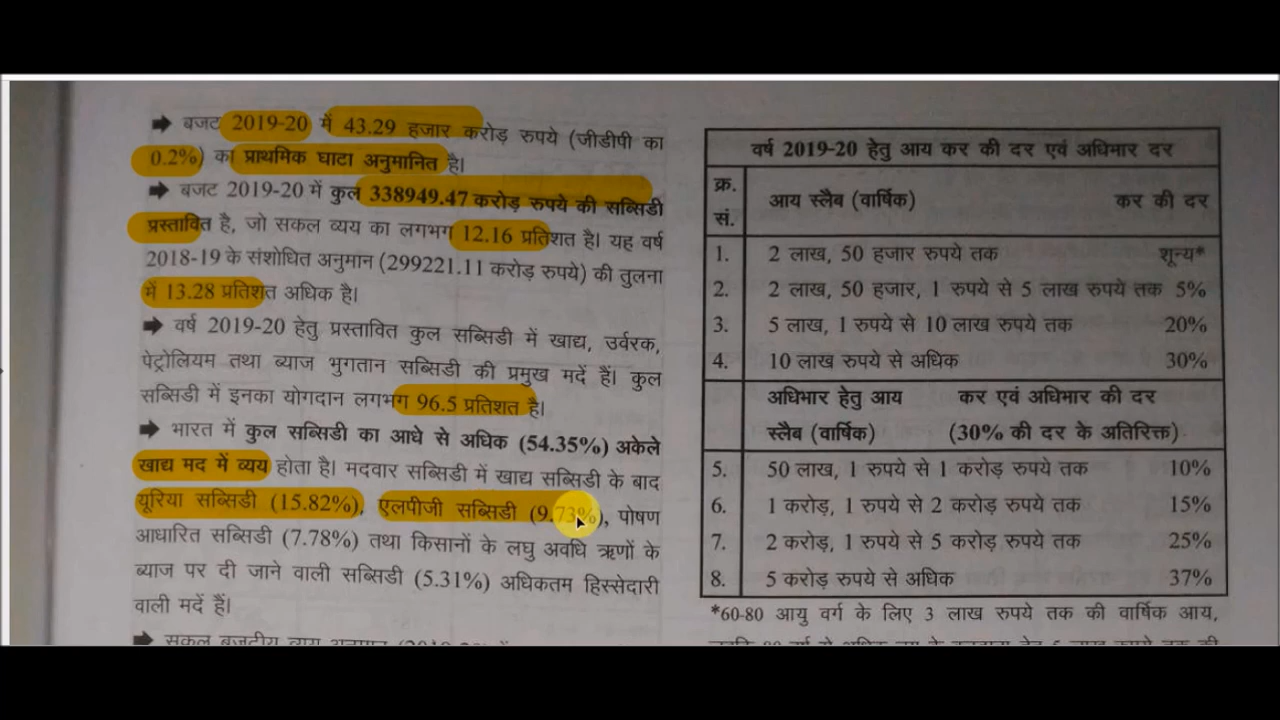 ➡ बजट 2019-20 में 43.29 हजार करोड़ रुपये (जीडीपी का
0.2%) का प्राथमिक घाटा अनुमानित है।
➡ बजट 2019-20 में कुल 338949.47 करोड़ रुपये की सब्सिडी
प्रस्तावित है, जो सकल व्यय का लगभग 12.16 प्रतिशत है। यह वर्ष
2018-19 के संशोधित अनुमान (299221.11 करोड़ रुपये) की तुलना
में 13.28 प्रतिशत अधिक है।
➡ वर्ष 2019-20 हेतु प्रस्तावित कुल सब्सिडी में खाद्य, उर्वरक,
पेट्रोलियम तथा ब्याज भुगतान सब्सिडी की प्रमुख मदें हैं। कुल
सब्सिडी में इनका योगदान लगभग 96.5 प्रतिशत है।
➡ भारत में कुल सब्सिडी का आधे से अधिक (54.35%) अकेले
खाद्य मद में व्यय होता है। मदवार सब्सिडी में खाद्य सब्सिडी के बाद
यूरिया सब्सिडी (15.82%), एलपीजी सब्सिडी (9.73%), पोषण
आधारित सब्सिडी (7.78%) तथा किसानों के लघु अवधि ऋणों के
ब्याज पर दी जाने वाली सब्सिडी (5.31%) अधिकतम हिस्सेदारी
वाली मदें हैं।
➡ सकल बजटीय व्यय अनुमान
वर्ष 2019-20 हेतु आय कर की दर एवं अधिभार दर
क्र. सं. आय स्लैब (वार्षिक) कर की दर
1. 2 लाख, 50 हजार रुपये तक शून्य*
2. 2 लाख, 50 हजार, 1 रुपये से 5 लाख रुपये तक 5%
3. 5 लाख, 1 रुपये से 10 लाख रुपये तक 20%
4. 10 लाख रुपये से अधिक 30%
अधिभार हेतु आय कर एवं अधिभार की दर
स्लैब (वार्षिक) (30% की दर के अतिरिक्त)
5. 50 लाख, 1 रुपये से 1 करोड़ रुपये तक 10%
6. 1 करोड़, 1 रुपये से 2 करोड़ रुपये तक 15%
7. 2 करोड़, 1 रुपये से 5 करोड़ रुपये तक 25%
8. 5 करोड़ रुपये से अधिक 37%
*60-80 आयु वर्ग के लिए 3 लाख रुपये तक की वार्षिक आय,